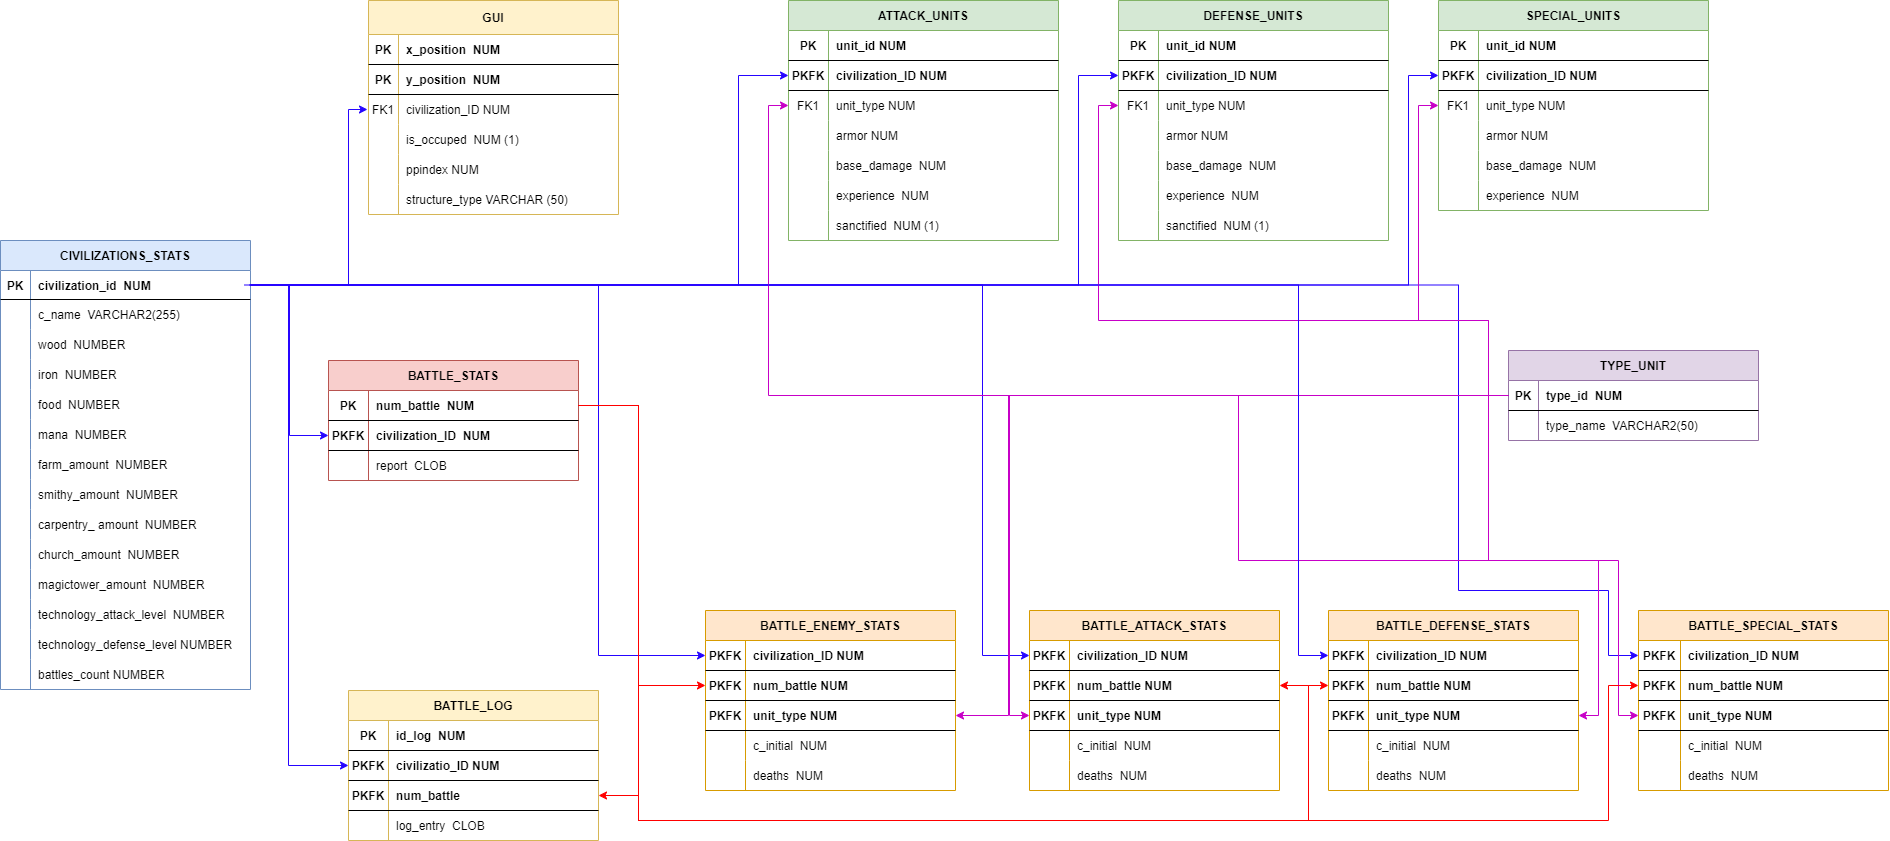 GUI
PK x_position NUM
PK y_position NUM
FK1 civilization_ID NUM
is_occuped NUM (1)
ppindex NUM
structure_type VARCHAR (50)
ATTACK_UNITS
PK unit_id NUM
PKFK civilization_ID NUM
FK1 unit_type NUM
armor NUM
base_damage NUM
experience NUM
sanctified NUM (1)
DEFENSE_UNITS
PK unit_id NUM
PKFK civilization_ID NUM
FK1 unit_type NUM
armor NUM
base_damage NUM
experience NUM
sanctified NUM (1)
SPECIAL_UNITS
PK unit_id NUM
PKFK civilization_ID NUM
FK1 unit_type NUM
armor NUM
base_damage NUM
experience NUM
CIVILIZATIONS_STATS
PK civilization_id NUM
c_name VARCHAR2(255)
wood NUMBER
iron NUMBER
food NUMBER
mana NUMBER
farm_amount NUMBER
smithy_amount NUMBER
carpentry_ amount NUMBER
church_amount NUMBER
magictower_amount NUMBER
technology_attack_level NUMBER
technology_defense_level NUMBER
battles_count NUMBER
BATTLE_STATS
PK num_battle NUM
PKFK civilization_ID NUM
report CLOB
TYPE_UNIT
PK type_id NUM
type_name VARCHAR2(50)
BATTLE_LOG
PK id_log NUM
PKFK civilizatio_ID NUM
PKFK num_battle
log_entry CLOB
BATTLE_ENEMY_STATS
PKFK civilization_ID NUM
PKFK num_battle NUM
PKFK unit_type NUM
c_initial NUM
deaths NUM
BATTLE_ATTACK_STATS
PKFK civilization_ID NUM
PKFK num_battle NUM
PKFK unit_type NUM
c_initial NUM
deaths NUM
BATTLE_DEFENSE_STATS
PKFK civilization_ID NUM
PKFK num_battle NUM
PKFK unit_type NUM
c_initial NUM
deaths NUM
BATTLE_SPECIAL_STATS
PKFK civilization_ID NUM
PKFK num_battle NUM
PKFK unit_type NUM
c_initial NUM
deaths NUM